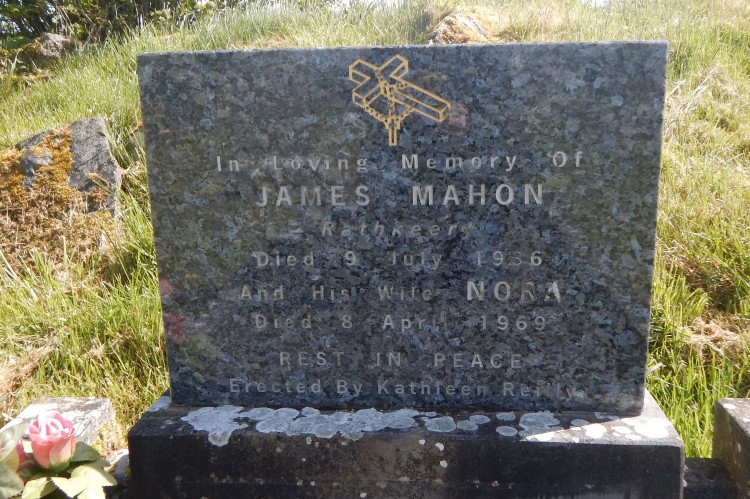 In Loving Memory Of
JAMES MAHON
Rathkeery
Died 9 July 1936
And His Wife NORA
Died 8 April 1969
REST IN PEACE
Erected By Kathleen Reilly